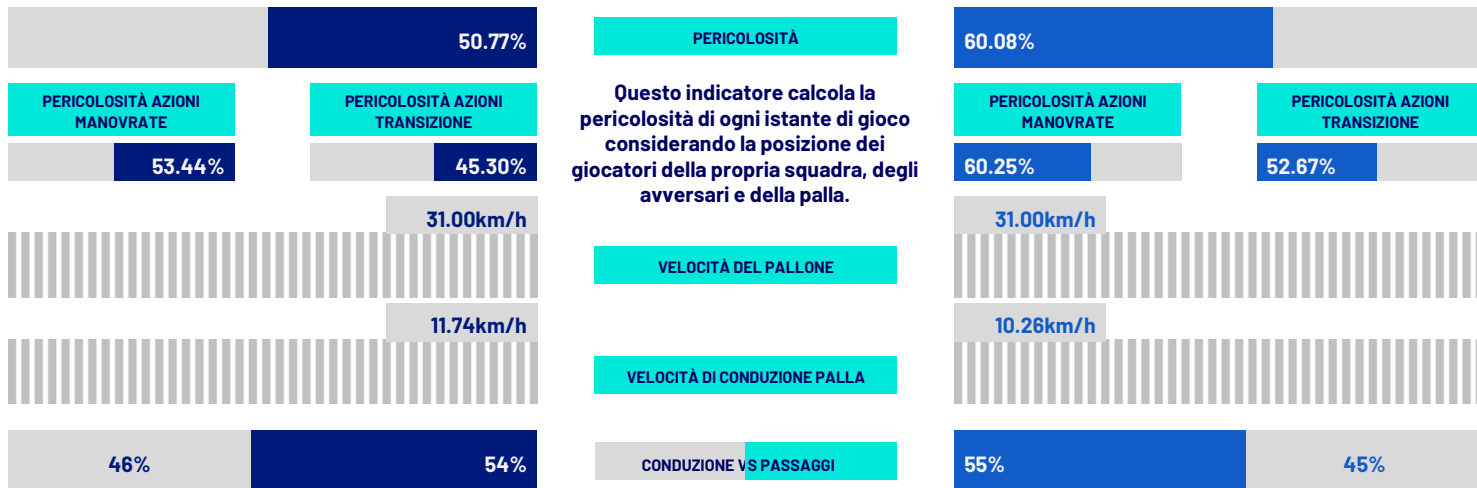 50.77%
PERICOLOSITÀ
60.08%
PERICOLOSITÀ AZIONI
MANOVRATE
PERICOLOSITÀ AZIONI
TRANSIZIONE
53.44%
45.30%
Questo indicatore calcola la
pericolosità di ogni istante di gioco
considerando la posizione dei
giocatori della propria squadra, degli
avversari e della palla.
PERICOLOSITÀ AZIONI
MANOVRATE
PERICOLOSITÀ AZIONI
TRANSIZIONE
60.25%
52.67%
31.00km/h
VELOCITÀ DEL PALLONE
31.00km/h
11.74km/h
VELOCITÀ DI CONDUZIONE PALLA
10.26km/h
46%
54%
CONDUZIONE VS PASSAGGI
55%
45%